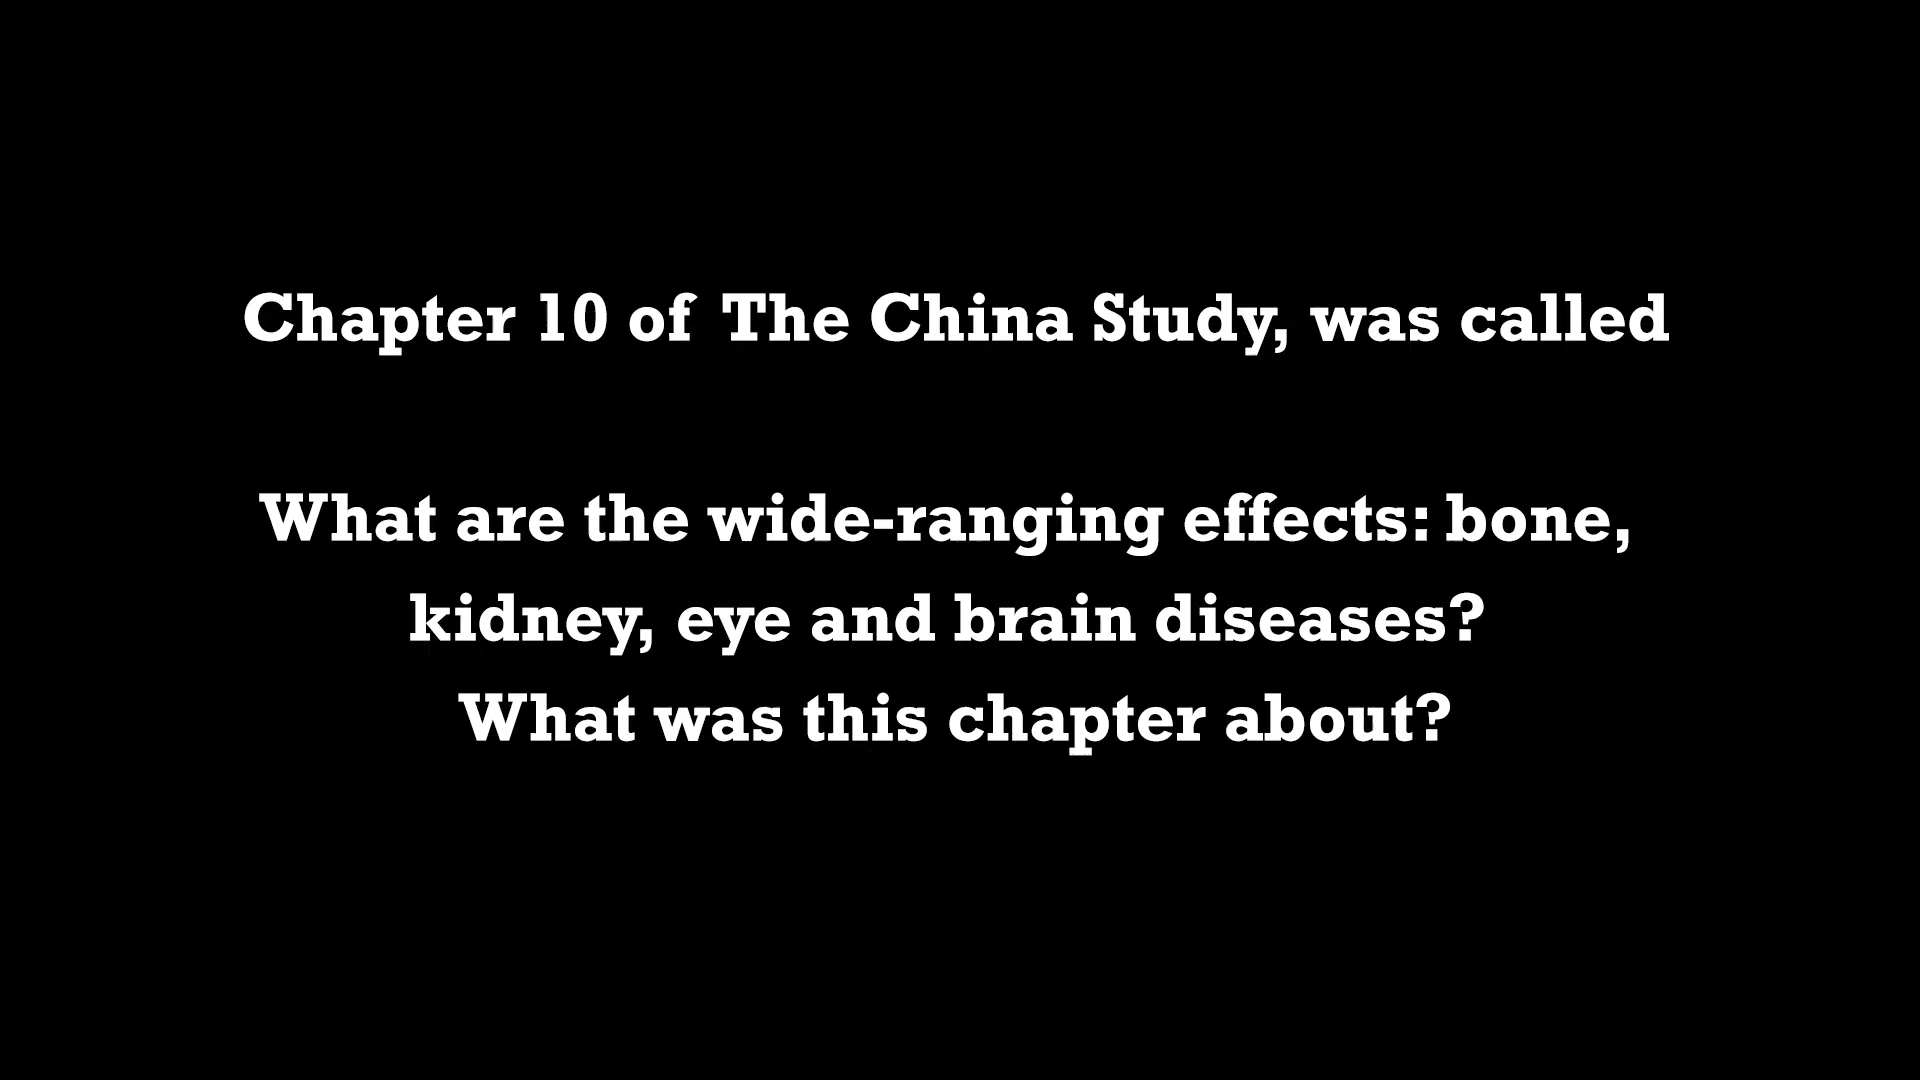 Chapter 10 of The China Study, was called
What are the wide-ranging effects: bone,
kidney, eye and brain diseases?
What was this chapter about?